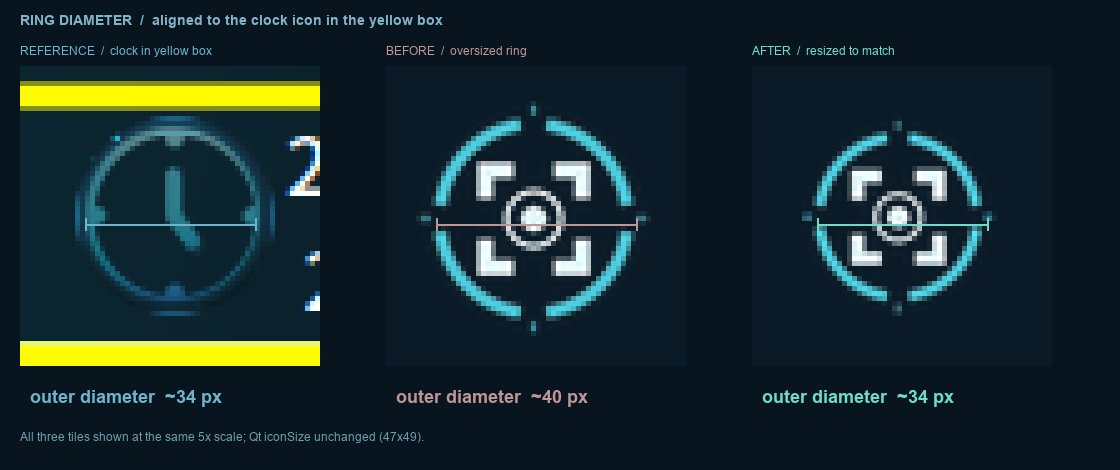 RING DIAMETER / aligned to the clock icon in the yellow box
REFERENCE / clock in yellow box
BEFORE / oversized ring
AFTER / resized to match
2
outer diameter ~34 px
outer diameter ~40 px
outer diameter ~34 px
All three tiles shown at the same 5x scale; Qt iconSize unchanged (47x49).